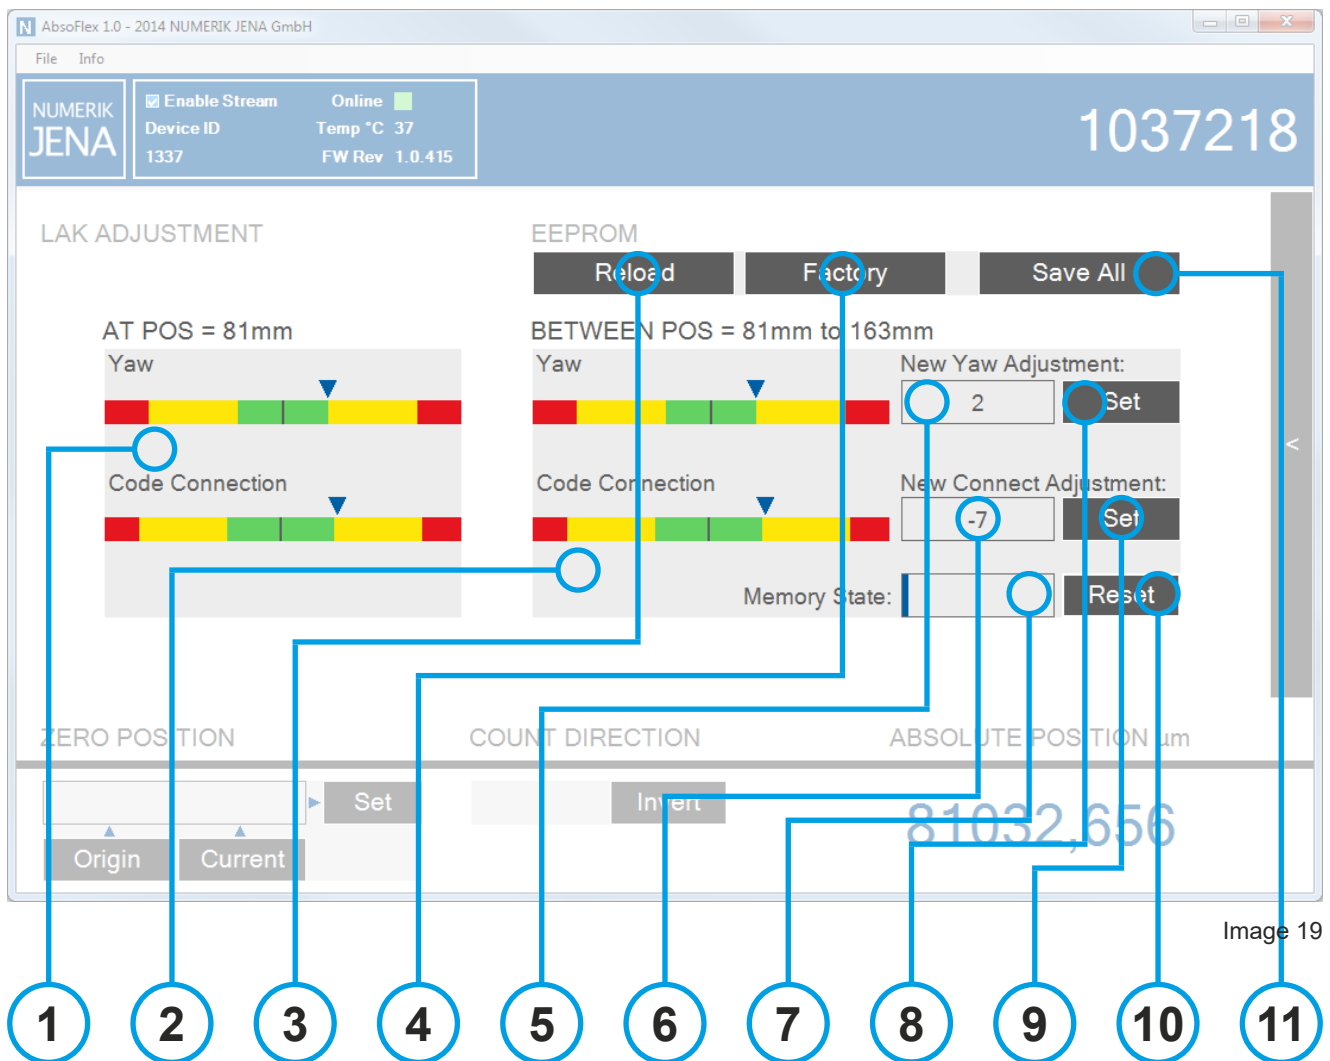 AbsoFlex 1.0 - 2014 NUMERIK JENA GmbH
File Info
NUMERIK
JENA
Enable Stream Online
Device ID Temp °C 37
1337 FW Rev 1.0.415
1037218
LAK ADJUSTMENT
EEPROM
Reload Factory Save All
AT POS = 81mm
BETWEEN POS = 81mm to 163mm
Yaw
Yaw
New Yaw Adjustment:
2 Set
<
Code Connection
Code Connection
New Connect Adjustment:
-7 Set
Memory State: Reset
ZERO POSITION
COUNT DIRECTION
ABSOLUTE POSITION µm
Set
Invert
81032,656
Origin Current
Image 19
1 2 3 4 5 6 7 8 9 10 11